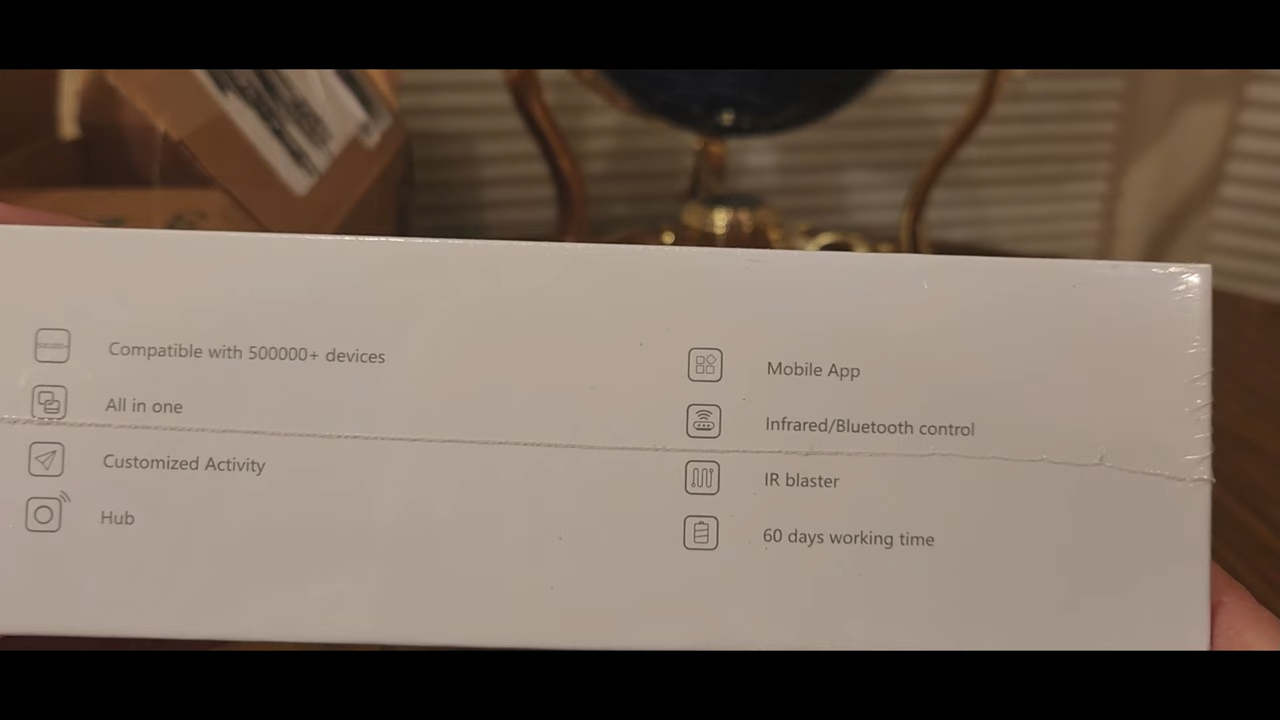 Compatible with 500000+ devices
All in one
Customized Activity
Hub
Mobile App
Infrared/Bluetooth control
IR blaster
60 days working time